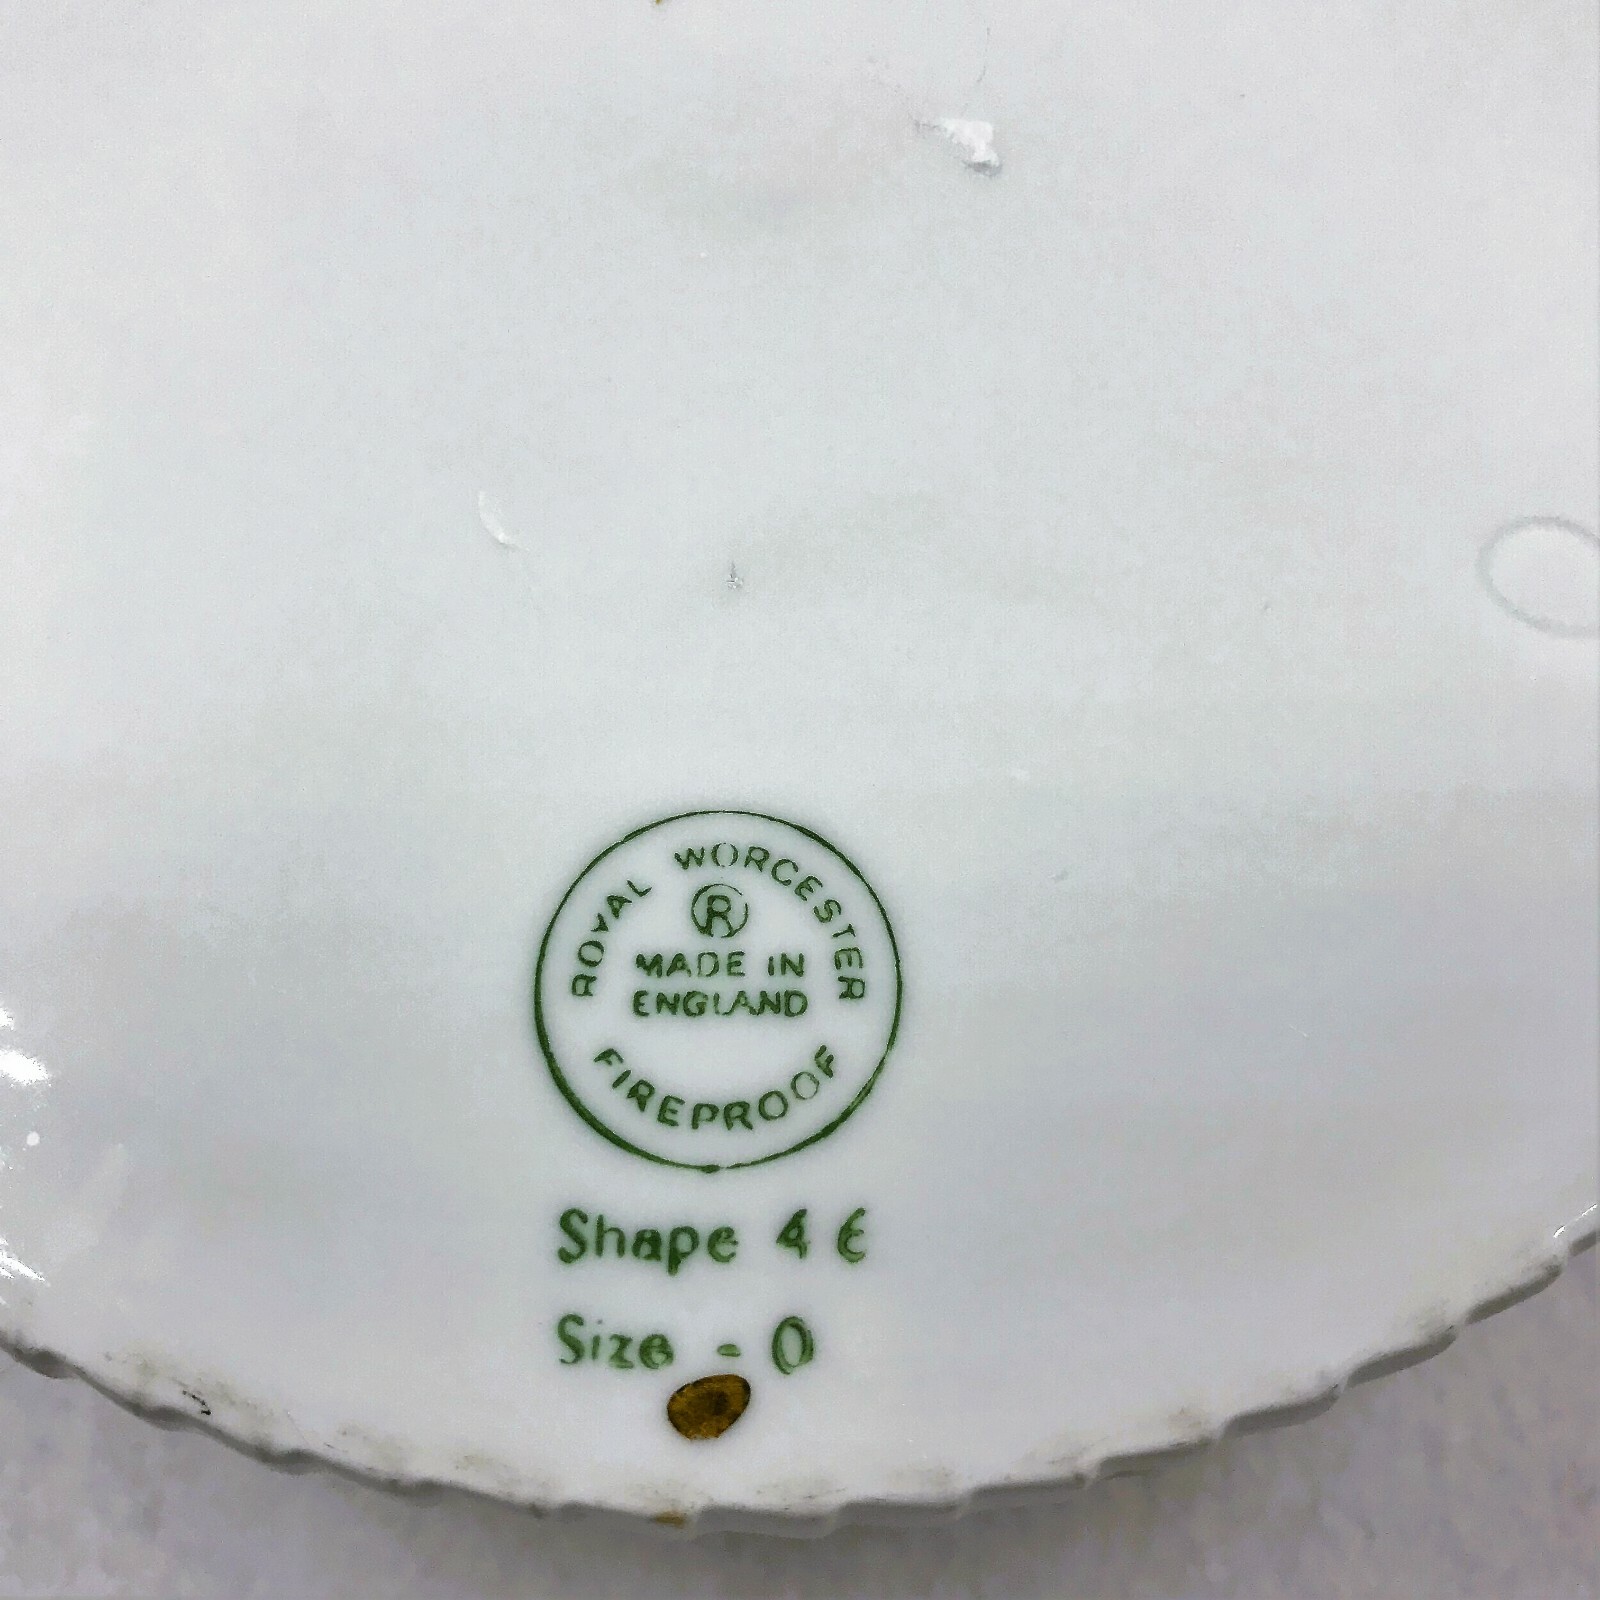 ROYAL WORCESTER
®
MADE IN
ENGLAND
FIREPROOF
Shape 4 E
Size - 0